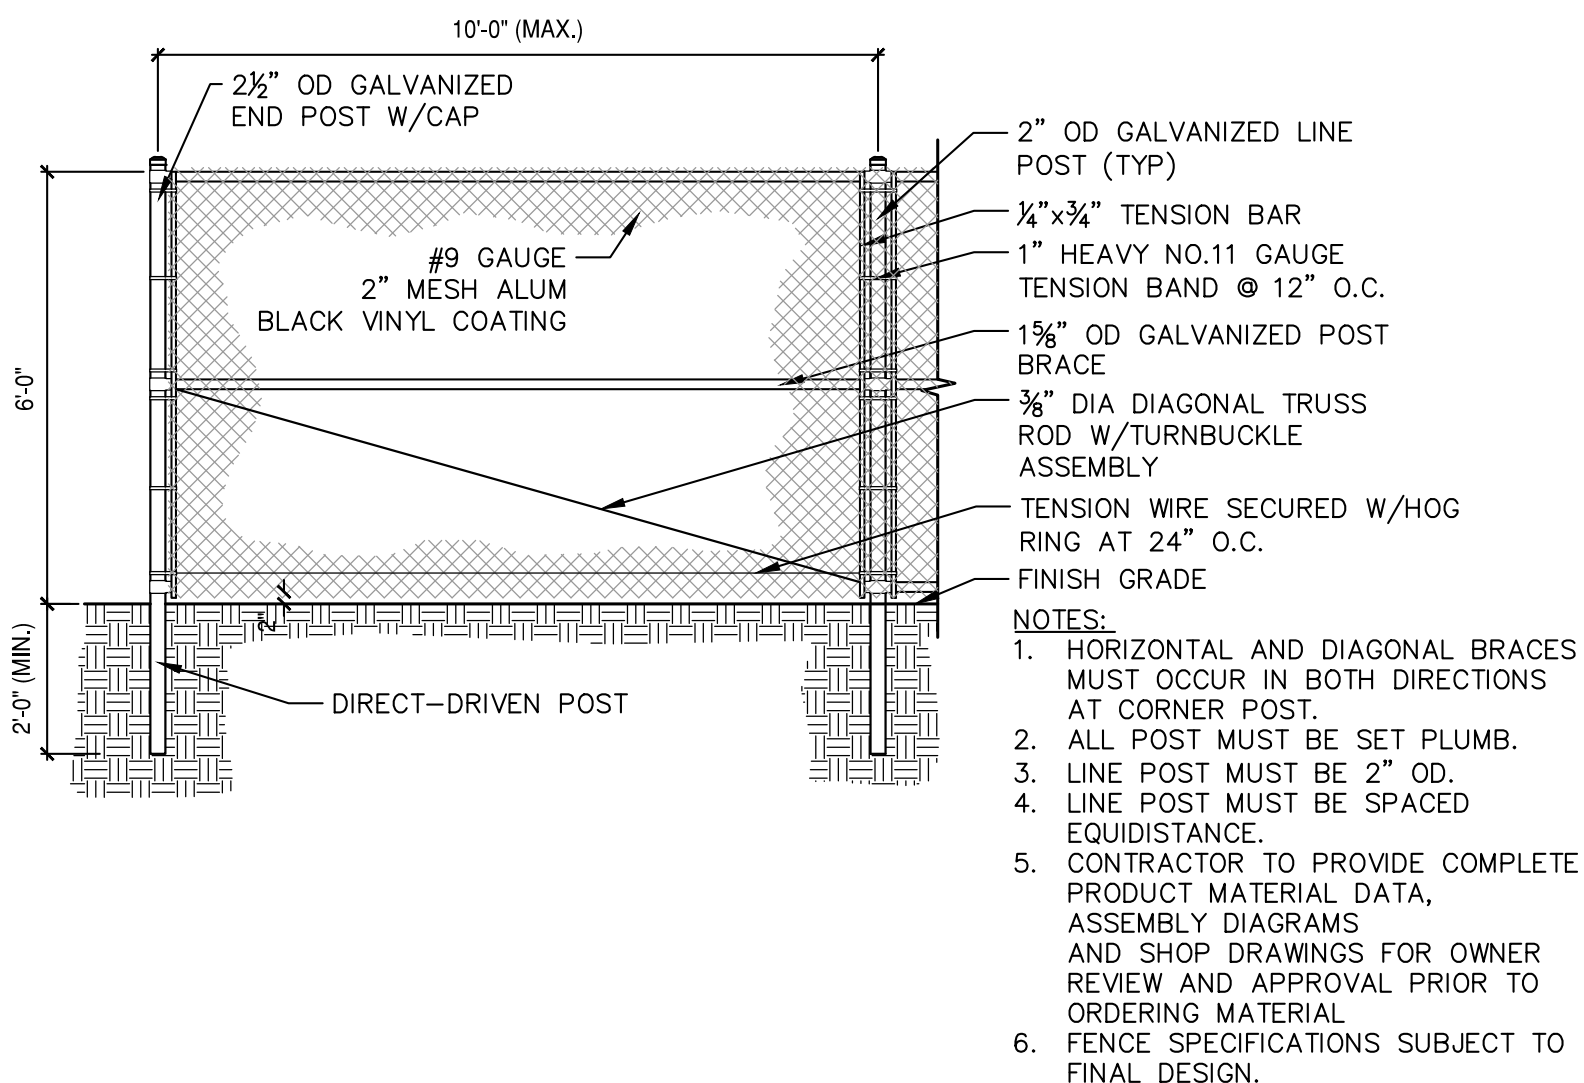 10'-0" (MAX.)
2½” OD GALVANIZED
END POST W/CAP
#9 GAUGE
2” MESH ALUM
BLACK VINYL COATING
6'-0"
2'-0" (MIN.)
2"
DIRECT-DRIVEN POST
2” OD GALVANIZED LINE
POST (TYP)
¼”x¾” TENSION BAR
1” HEAVY NO.11 GAUGE
TENSION BAND @ 12” O.C.
1⅝” OD GALVANIZED POST
BRACE
⅜” DIA DIAGONAL TRUSS
ROD W/TURNBUCKLE
ASSEMBLY
TENSION WIRE SECURED W/HOG
RING AT 24” O.C.
FINISH GRADE
NOTES:
1. HORIZONTAL AND DIAGONAL BRACES
MUST OCCUR IN BOTH DIRECTIONS
AT CORNER POST.
2. ALL POST MUST BE SET PLUMB.
3. LINE POST MUST BE 2” OD.
4. LINE POST MUST BE SPACED
EQUIDISTANCE.
5. CONTRACTOR TO PROVIDE COMPLETE
PRODUCT MATERIAL DATA,
ASSEMBLY DIAGRAMS
AND SHOP DRAWINGS FOR OWNER
REVIEW AND APPROVAL PRIOR TO
ORDERING MATERIAL
6. FENCE SPECIFICATIONS SUBJECT TO
FINAL DESIGN.